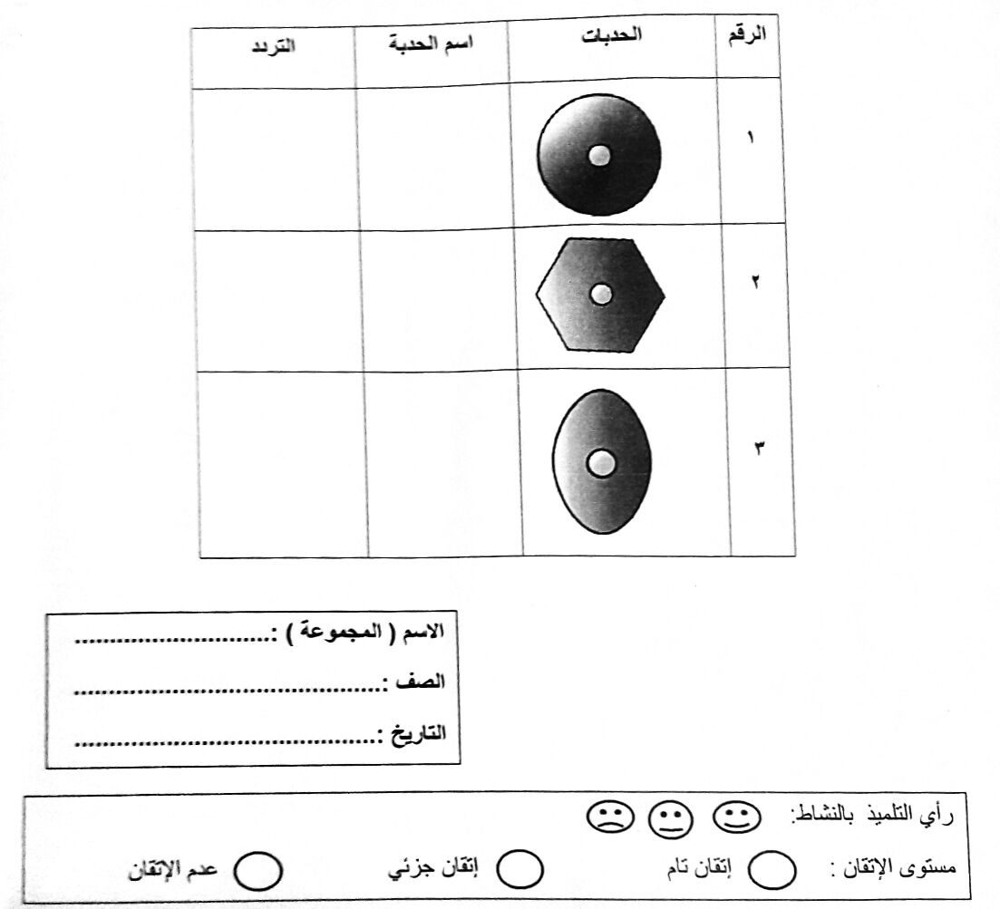 الرقم الحدبات اسم الحدبة التردد
١
٢
٣
الاسم ( المجموعة ) :............................
الصف :............................................
التاريخ :...........................................
رأي التلميذ بالنشاط:
مستوى الإتقان : إتقان تام إتقان جزئي عدم الإتقان